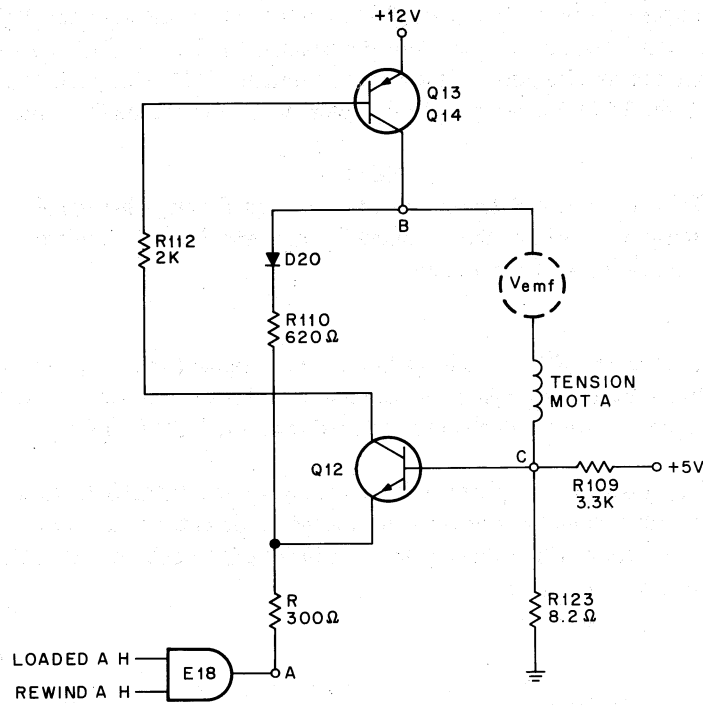 +12V
Q13
Q14
B
R112
2K
D20
Vemf
R110
620Ω
TENSION
MOT A
Q12
C
+5V
R109
3.3K
R
300Ω
R123
8.2Ω
LOADED A H
E18
A
REWIND A H